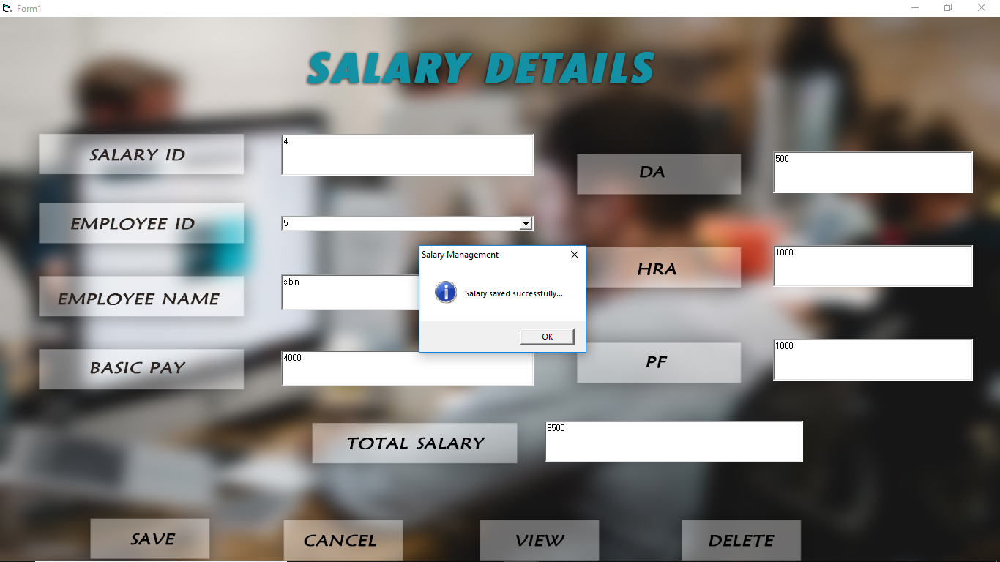 Form1
SALARY DETAILS
SALARY ID
4
DA
500
EMPLOYEE ID
5
Salary Management
HRA
1000
EMPLOYEE NAME
sibin
Salary saved successfully...
OK
BASIC PAY
4000
PF
1000
TOTAL SALARY
6500
SAVE
CANCEL
VIEW
DELETE